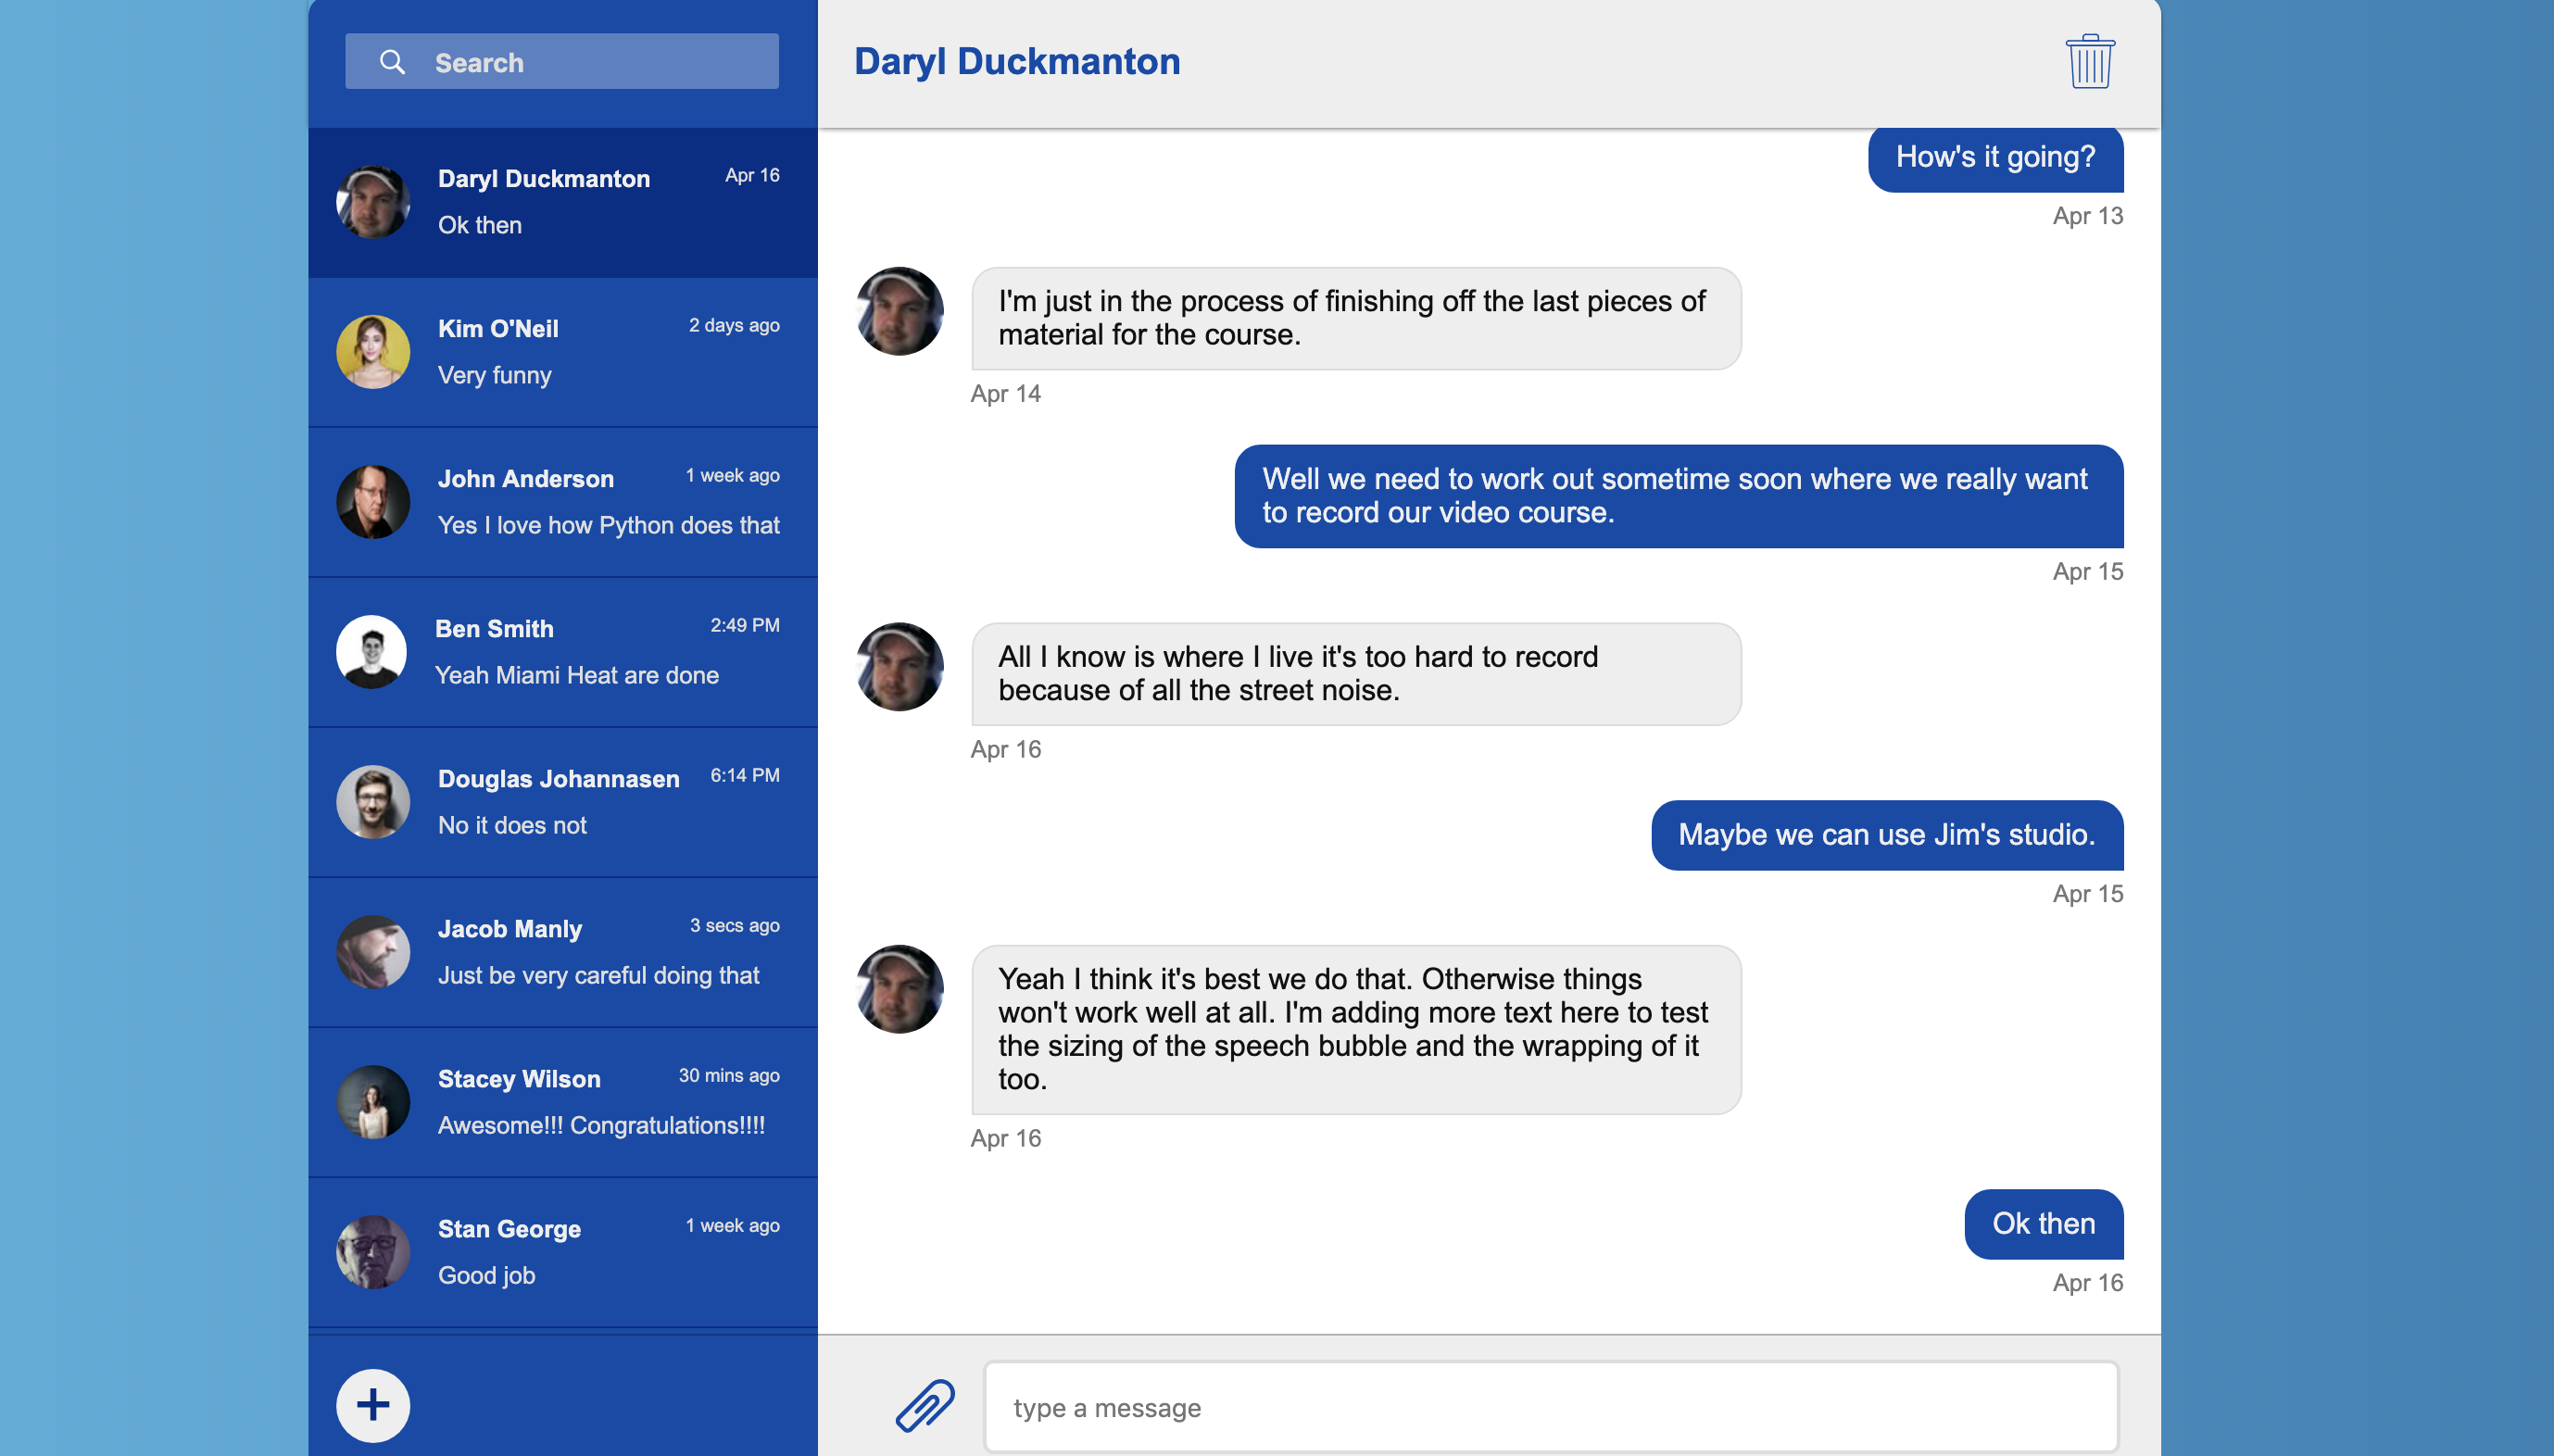 Search
Daryl Duckmanton
Apr 16
Ok then
Kim O'Neil
2 days ago
Very funny
John Anderson
1 week ago
Yes I love how Python does that
Ben Smith
2:49 PM
Yeah Miami Heat are done
Douglas Johannasen
6:14 PM
No it does not
Jacob Manly
3 secs ago
Just be very careful doing that
Stacey Wilson
30 mins ago
Awesome!!! Congratulations!!!!
Stan George
1 week ago
Good job
Daryl Duckmanton
How's it going?
Apr 13
I'm just in the process of finishing off the last pieces of
material for the course.
Apr 14
Well we need to work out sometime soon where we really want
to record our video course.
Apr 15
All I know is where I live it's too hard to record
because of all the street noise.
Apr 16
Maybe we can use Jim's studio.
Apr 15
Yeah I think it's best we do that. Otherwise things
won't work well at all. I'm adding more text here to test
the sizing of the speech bubble and the wrapping of it
too.
Apr 16
Ok then
Apr 16
type a message